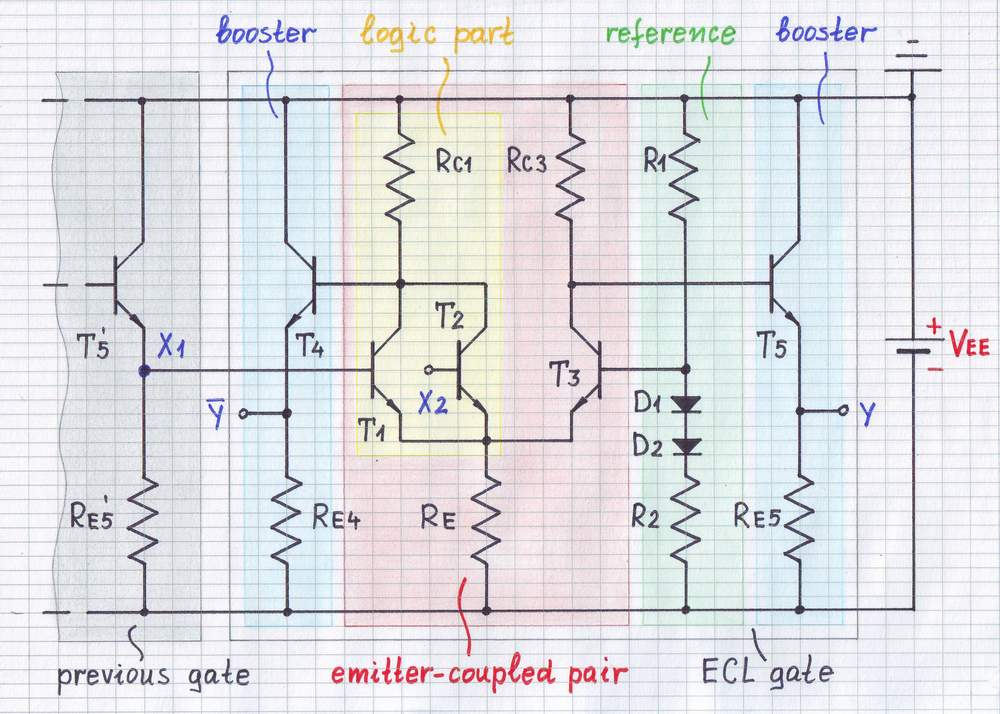 booster logic part reference booster
RC1 RC3 R1
T2
T5' X1 T4 T3 T5 + VEE
−
X2 D1
Y̅ T1 Y
D2
RE5' RE4 RE R2 RE5
previous gate emitter-coupled pair ECL gate